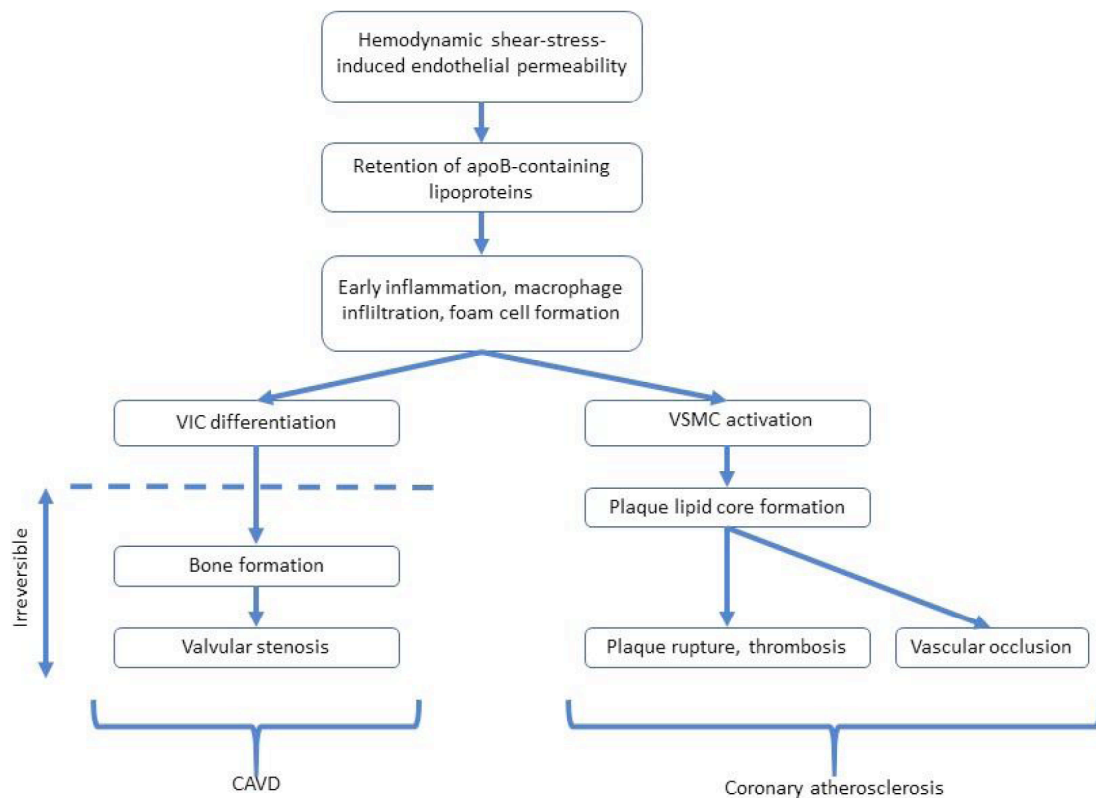 Hemodynamic shear-stress-
induced endothelial permeability
Retention of apoB-containing
lipoproteins
Early inflammation, macrophage
infliltration, foam cell formation
VIC differentiation
VSMC activation
Plaque lipid core formation
Irreversible
Bone formation
Valvular stenosis
Plaque rupture, thrombosis
Vascular occlusion
CAVD
Coronary atherosclerosis